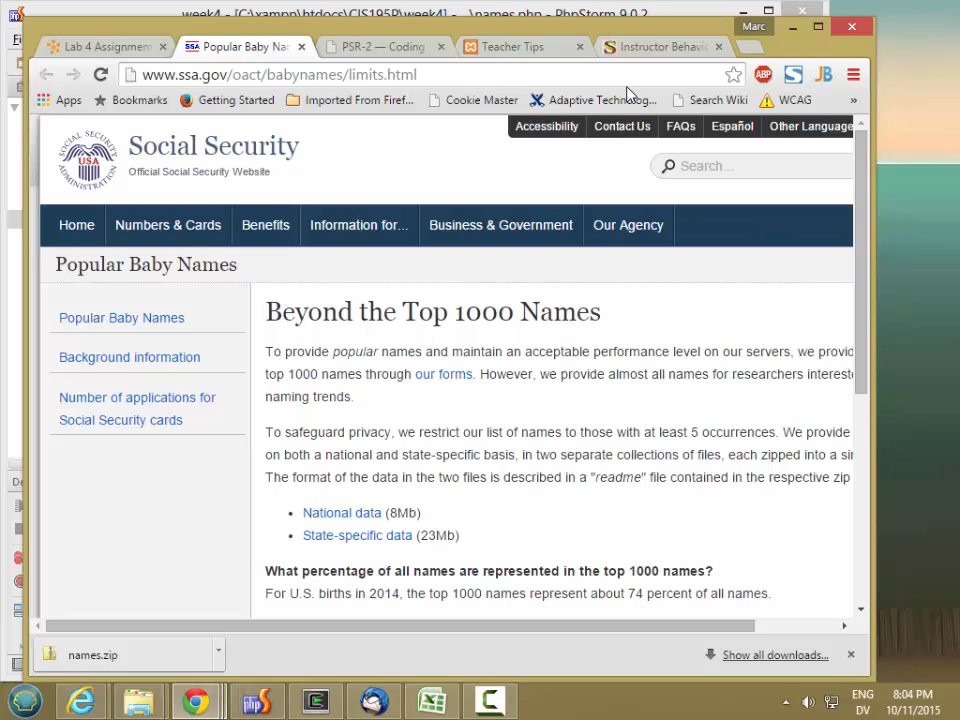 week4 - [C:\xampp\htdocs\CIS195P\week4] - ...\names.php - PhpStorm 9.0.2
Marc
Lab 4 Assignment
Popular Baby Na
PSR-2 — Coding
Teacher Tips
Instructor Behavi
www.ssa.gov/oact/babynames/limits.html
ABP
JB
Apps
Bookmarks
Getting Started
Imported From Firef...
Cookie Master
Adaptive Technolog...
Search Wiki
WCAG
»
Accessibility
Contact Us
FAQs
Español
Other Language
Social Security
Official Social Security Website
Search...
Home
Numbers & Cards
Benefits
Information for...
Business & Government
Our Agency
Popular Baby Names
Popular Baby Names
Background information
Number of applications for
Social Security cards
Beyond the Top 1000 Names
To provide popular names and maintain an acceptable performance level on our servers, we provid
top 1000 names through our forms. However, we provide almost all names for researchers intereste
naming trends.
To safeguard privacy, we restrict our list of names to those with at least 5 occurrences. We provide
on both a national and state-specific basis, in two separate collections of files, each zipped into a si
The format of the data in the two files is described in a "readme" file contained in the respective zip
• National data (8Mb)
• State-specific data (23Mb)
What percentage of all names are represented in the top 1000 names?
For U.S. births in 2014, the top 1000 names represent about 74 percent of all names.
names.zip
Show all downloads...
ENG
DV
8:04 PM
10/11/2015